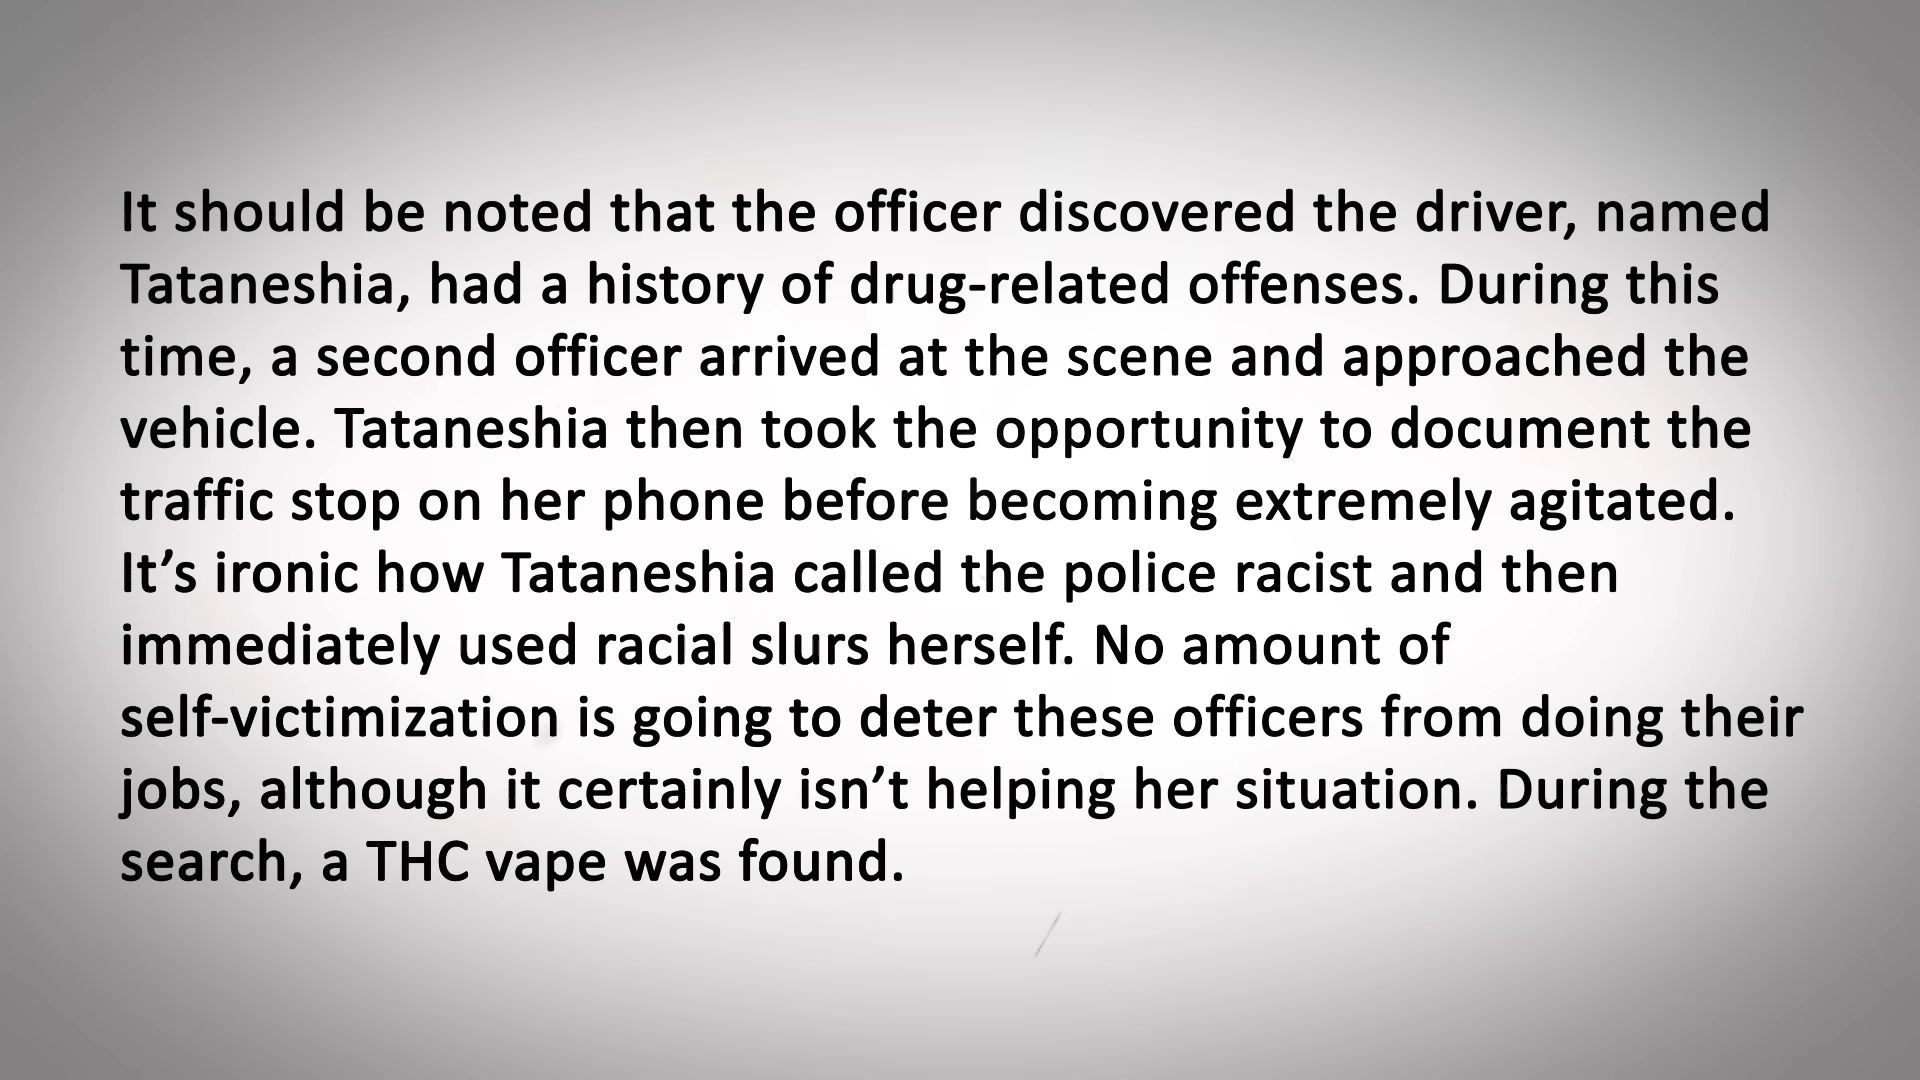 It should be noted that the officer discovered the driver, named
Tataneshia, had a history of drug-related offenses. During this
time, a second officer arrived at the scene and approached the
vehicle. Tataneshia then took the opportunity to document the
traffic stop on her phone before becoming extremely agitated.
It’s ironic how Tataneshia called the police racist and then
immediately used racial slurs herself. No amount of
self-victimization is going to deter these officers from doing their
jobs, although it certainly isn’t helping her situation. During the
search, a THC vape was found.